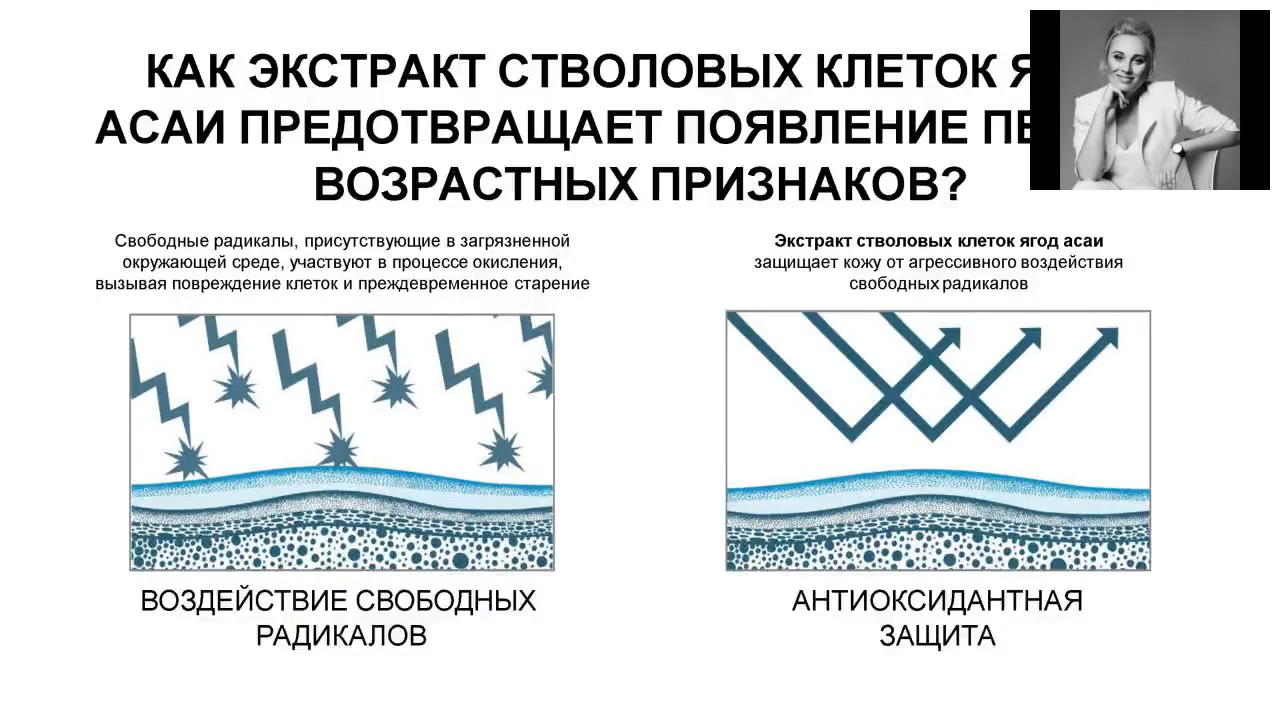 КАК ЭКСТРАКТ СТВОЛОВЫХ КЛЕТОК
АСАИ ПРЕДОТВРАЩАЕТ ПОЯВЛЕНИЕ
ВОЗРАСТНЫХ ПРИЗНАКОВ?
Свободные радикалы, присутствующие в загрязненной
окружающей среде, участвуют в процессе окисления,
вызывая повреждение клеток и преждевременное старение
Экстракт стволовых клеток ягод асаи
защищает кожу от агрессивного воздействия
свободных радикалов
ВОЗДЕЙСТВИЕ СВОБОДНЫХ
РАДИКАЛОВ
АНТИОКСИДАНТНАЯ
ЗАЩИТА